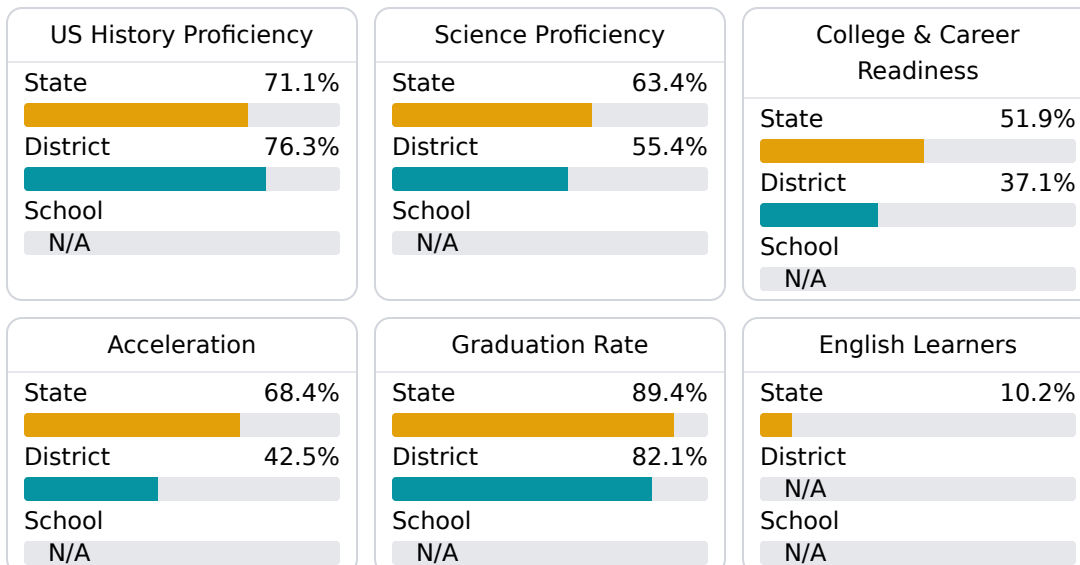 US History Proficiency
State 71.1%
District 76.3%
School
N/A
Science Proficiency
State 63.4%
District 55.4%
School
N/A
College & Career
Readiness
State 51.9%
District 37.1%
School
N/A
Acceleration
State 68.4%
District 42.5%
School
N/A
Graduation Rate
State 89.4%
District 82.1%
School
N/A
English Learners
State 10.2%
District
N/A
School
N/A